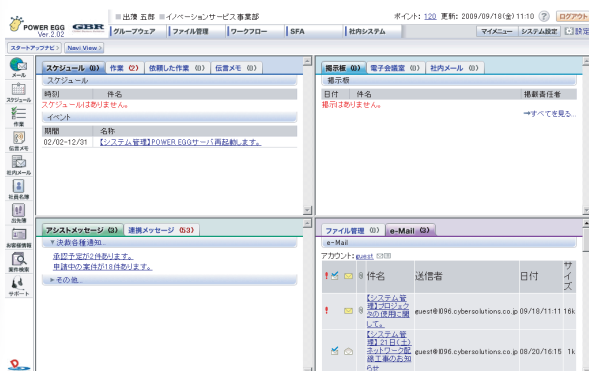 POWER EGG
Ver.2.02
GBR
■出濱 五郎 ■イノベーションサービス事業部
ポイント: 120 更新: 2009/09/18(金)11:10 ? ログアウト
グループウェア ファイル管理 ワークフロー SFA 社内システム
マイメニュー システム設定 設定
スタートアップナビ Navi View
メール
スケジュール
作業
伝言メモ
社内メール
社員名簿
出先簿
お客様情報
案件検索
サポート
スケジュール (0) 作業 (2) 依頼した作業 (0) 伝言メモ (0)
スケジュール
時刻 件名
スケジュールはありません。
イベント
期間 名称
02/02-12/31 【システム管理】POWER EGGサーバ再起動します。
掲示板 (0) 電子会議室 (0) 社内メール (0)
掲示板
日付 件名 掲載責任者
掲示はありません。
⇒すべてを見る...
アシストメッセージ (3) 連携メッセージ (53)
▼決裁各種通知...
承認予定が2件あります。
申請中の案件が18件あります。
►その他...
ファイル管理 (0) e-Mail (3)
e-Mail
アカウント: guest
件名 送信者 日付 サイズ
【システム管理】プロジェクタの使用に関して。 guest@l096.cybersolutions.co.jp 09/18/11:11 16k
【システム管理】21日(土)ネットワーク配線工事のお知らせ guest@l096.cybersolutions.co.jp 08/20/16:15 1k